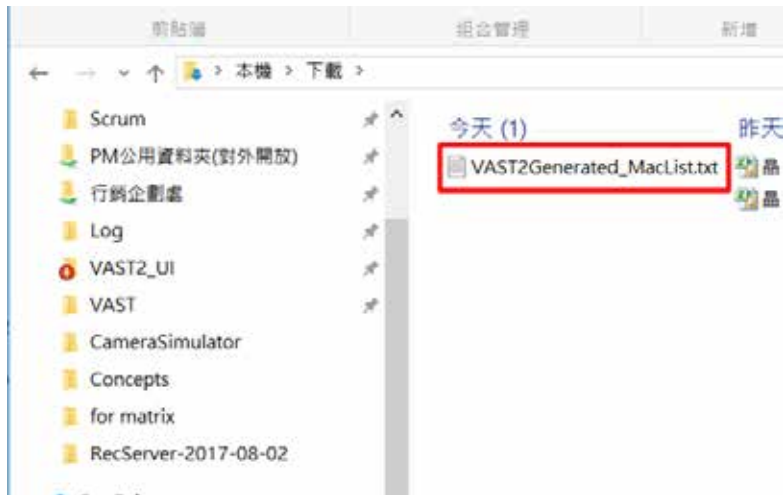 剪貼簿
組合管理
新增
本機 > 下載 >
Scrum
PM公用資料夾(對外開放)
行銷企劃處
Log
VAST2_UI
VAST
CameraSimulator
Concepts
for matrix
RecServer-2017-08-02
今天 (1)
VAST2Generated_MacList.txt
昨天
晶
晶